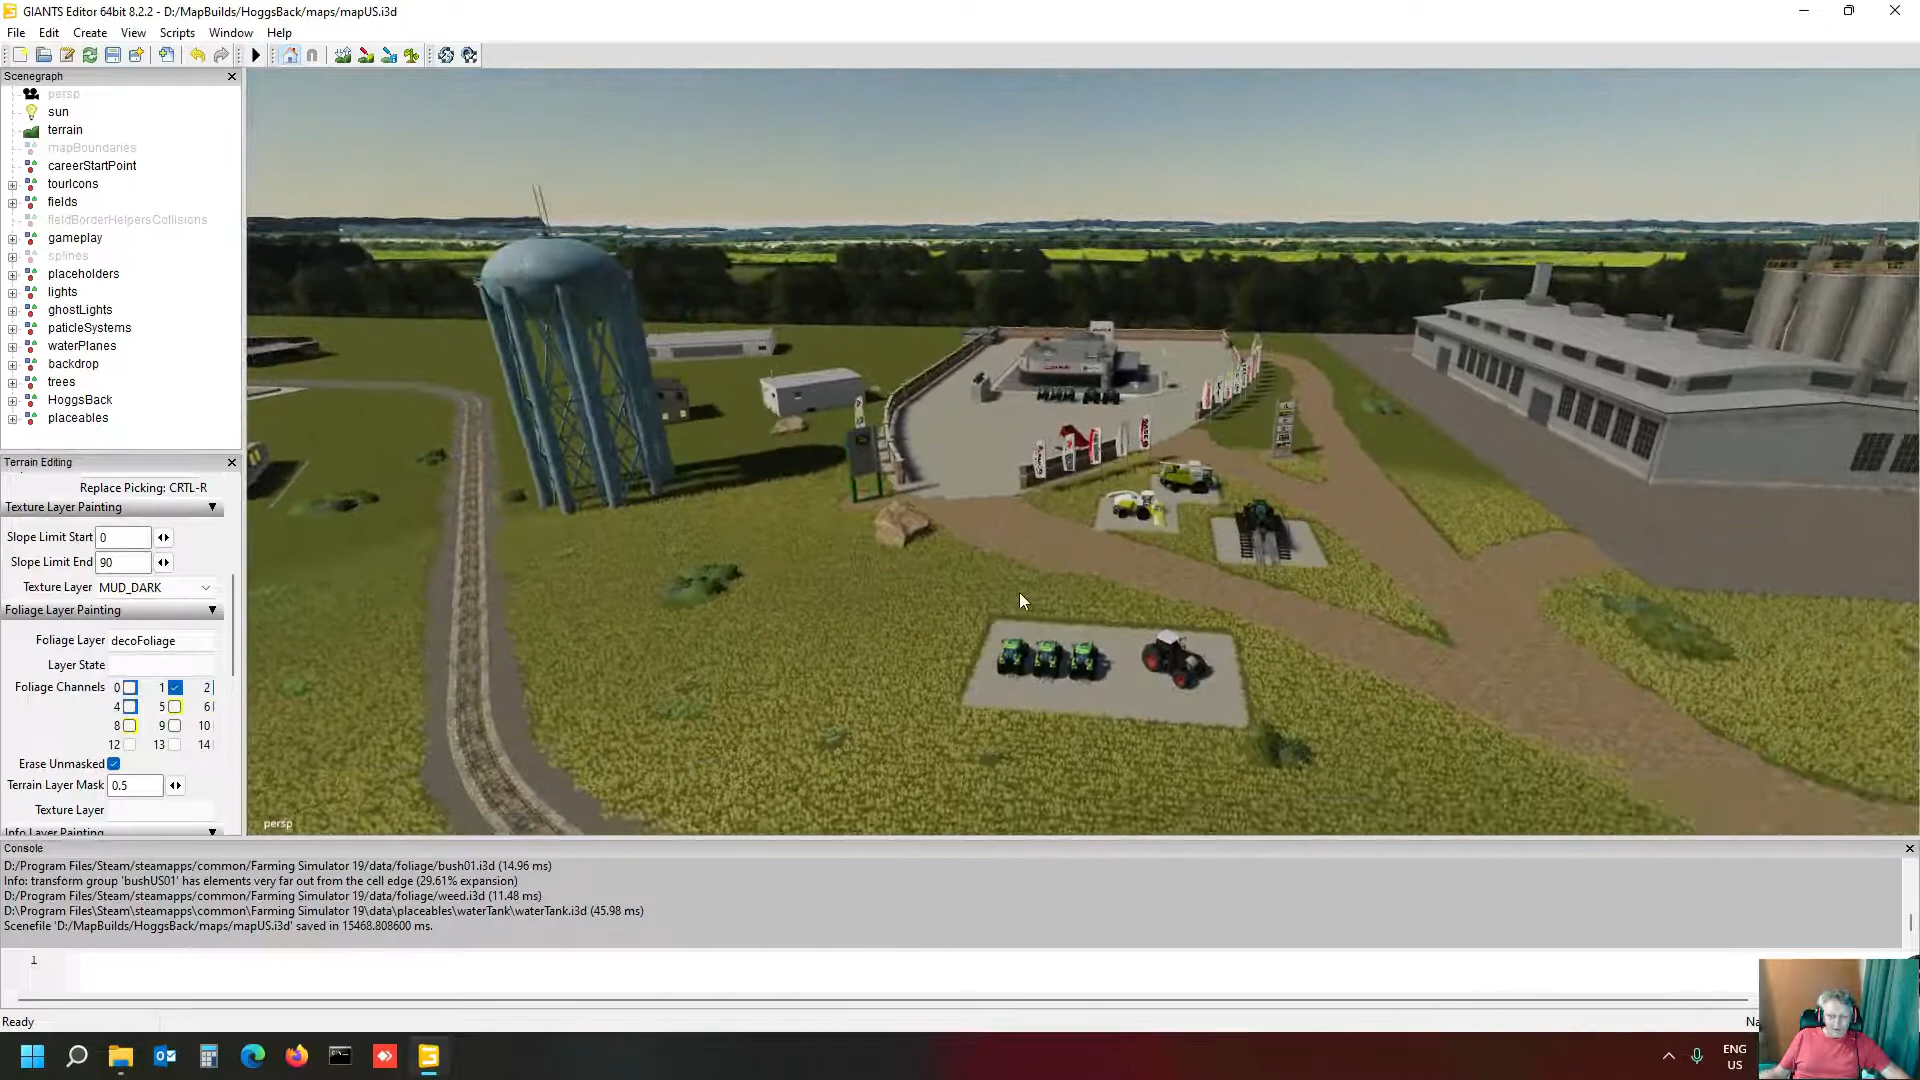 GIANTS Editor 64bit 8.2.2 - D:/MapBuilds/HoggsBack/maps/mapUS.i3d
File Edit Create View Scripts Window Help
Scenegraph
persp
sun
terrain
mapBoundaries
careerStartPoint
tourIcons
fields
fieldBorderHelpersCollisions
gameplay
splines
placeholders
lights
ghostLights
paticleSystems
waterPlanes
backdrop
trees
HoggsBack
placeables
Terrain Editing
Replace Picking: CRTL-R
Texture Layer Painting
Slope Limit Start 0
Slope Limit End 90
Texture Layer MUD_DARK
Foliage Layer Painting
Foliage Layer decoFoliage
Layer State
Foliage Channels 0 1 2
4 5 6
8 9 10
12 13 14
Erase Unmasked
Terrain Layer Mask 0.5
Texture Layer
Info Layer Painting
persp
Console
D:/Program Files/Steam/steamapps/common/Farming Simulator 19/data/foliage/bush01.i3d (14.96 ms)
Info: transform group 'bushUS01' has elements very far out from the cell edge (29.61% expansion)
D:/Program Files/Steam/steamapps/common/Farming Simulator 19/data/foliage/weed.i3d (11.48 ms)
D:\Program Files\Steam\steamapps\common\Farming Simulator 19\data\placeables\waterTank\waterTank.i3d (45.98 ms)
Scenefile 'D:/MapBuilds/HoggsBack/maps/mapUS.i3d' saved in 15468.808600 ms.
1
Ready
Na
ENG
US